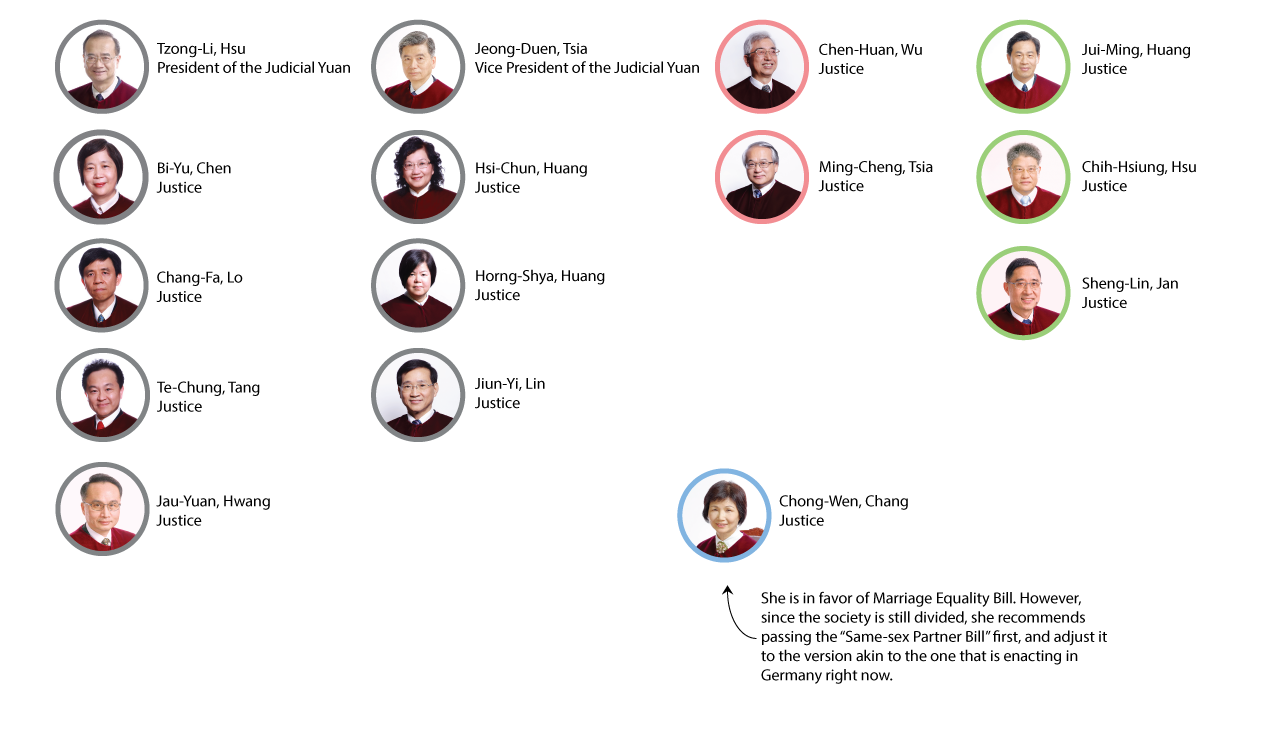 Tzong-Li, Hsu
President of the Judicial Yuan
Jeong-Duen, Tsia
Vice President of the Judicial Yuan
Chen-Huan, Wu
Justice
Jui-Ming, Huang
Justice
Bi-Yu, Chen
Justice
Hsi-Chun, Huang
Justice
Ming-Cheng, Tsia
Justice
Chih-Hsiung, Hsu
Justice
Chang-Fa, Lo
Justice
Horng-Shya, Huang
Justice
Sheng-Lin, Jan
Justice
Te-Chung, Tang
Justice
Jiun-Yi, Lin
Justice
Jau-Yuan, Hwang
Justice
Chong-Wen, Chang
Justice
She is in favor of Marriage Equality Bill. However,
since the society is still divided, she recommends
passing the “Same-sex Partner Bill” first, and adjust it
to the version akin to the one that is enacting in
Germany right now.